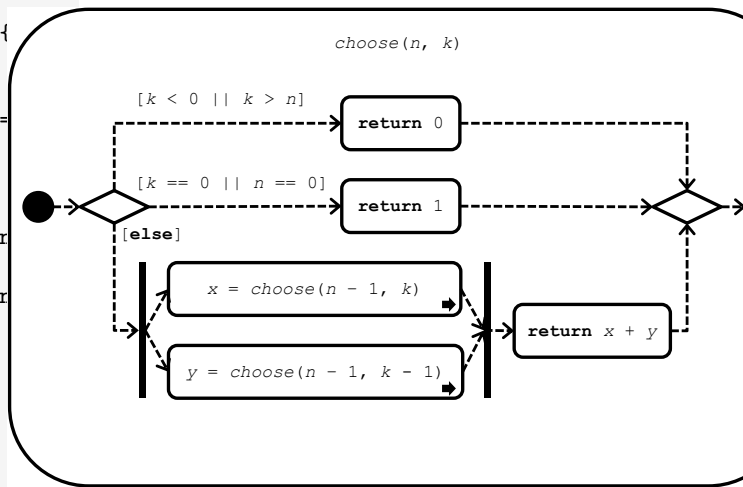 {
choose(n, k)
[k < 0 || k > n]
return 0
=
[k == 0 || n == 0]
return 1
[else]
x = choose(n − 1, k)
return x + y
y = choose(n − 1, k - 1)